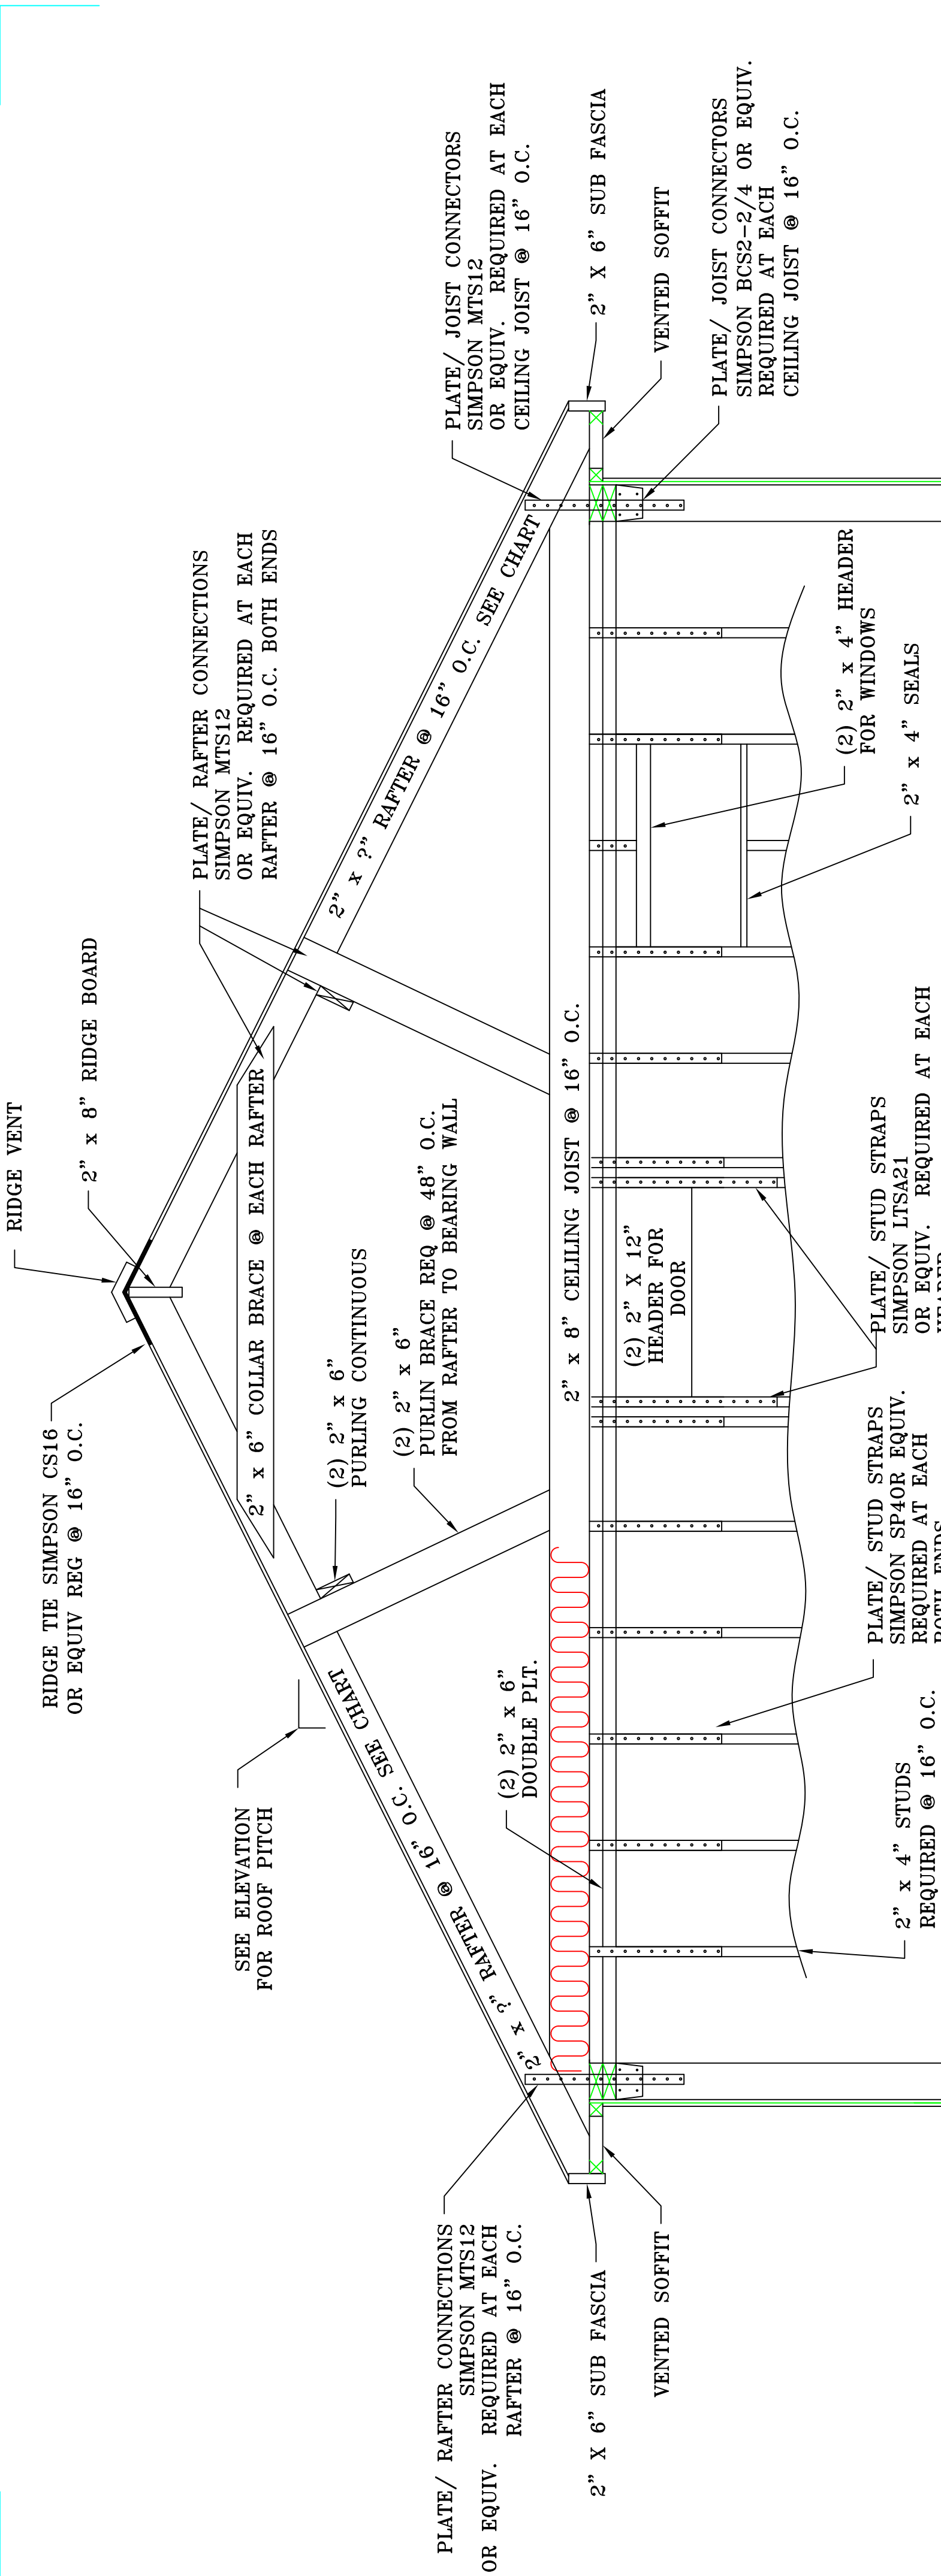 RIDGE VENT
2” x 8” RIDGE BOARD
RIDGE TIE SIMPSON CS16
OR EQUIV REG @ 16” O.C.
SEE ELEVATION
FOR ROOF PITCH
PLATE/ RAFTER CONNECTIONS
SIMPSON MTS12
OR EQUIV. REQUIRED AT EACH
RAFTER @ 16” O.C. BOTH ENDS
2” x 6” COLLAR BRACE @ EACH RAFTER
(2) 2” x 6”
PURLING CONTINUOUS
(2) 2” x 6”
PURLIN BRACE REQ @ 48” O.C.
FROM RAFTER TO BEARING WALL
2” x ?” RAFTER @ 16” O.C. SEE CHART
2” x ?” RAFTER @ 16” O.C. SEE CHART
PLATE/ RAFTER CONNECTIONS
SIMPSON MTS12
OR EQUIV. REQUIRED AT EACH
RAFTER @ 16” O.C.
PLATE/ JOIST CONNECTORS
SIMPSON MTS12
OR EQUIV. REQUIRED AT EACH
CEILING JOIST @ 16” O.C.
(2) 2” x 6”
DOUBLE PLT.
2” x 8” CELILING JOIST @ 16” O.C.
2” X 6” SUB FASCIA
VENTED SOFFIT
2” X 6” SUB FASCIA
VENTED SOFFIT
PLATE/ JOIST CONNECTORS
SIMPSON BCS2-2/4 OR EQUIV.
REQUIRED AT EACH
CEILING JOIST @ 16” O.C.
(2) 2” X 12”
HEADER FOR
DOOR
(2) 2” x 4” HEADER
FOR WINDOWS
2” x 4” SEALS
2” x 4” STUDS
REQUIRED @ 16” O.C.
PLATE/ STUD STRAPS
SIMPSON SP4OR EQUIV.
REQUIRED AT EACH
BOTH ENDS
PLATE/ STUD STRAPS
SIMPSON LTSA21
OR EQUIV. REQUIRED AT EACH
HEADER